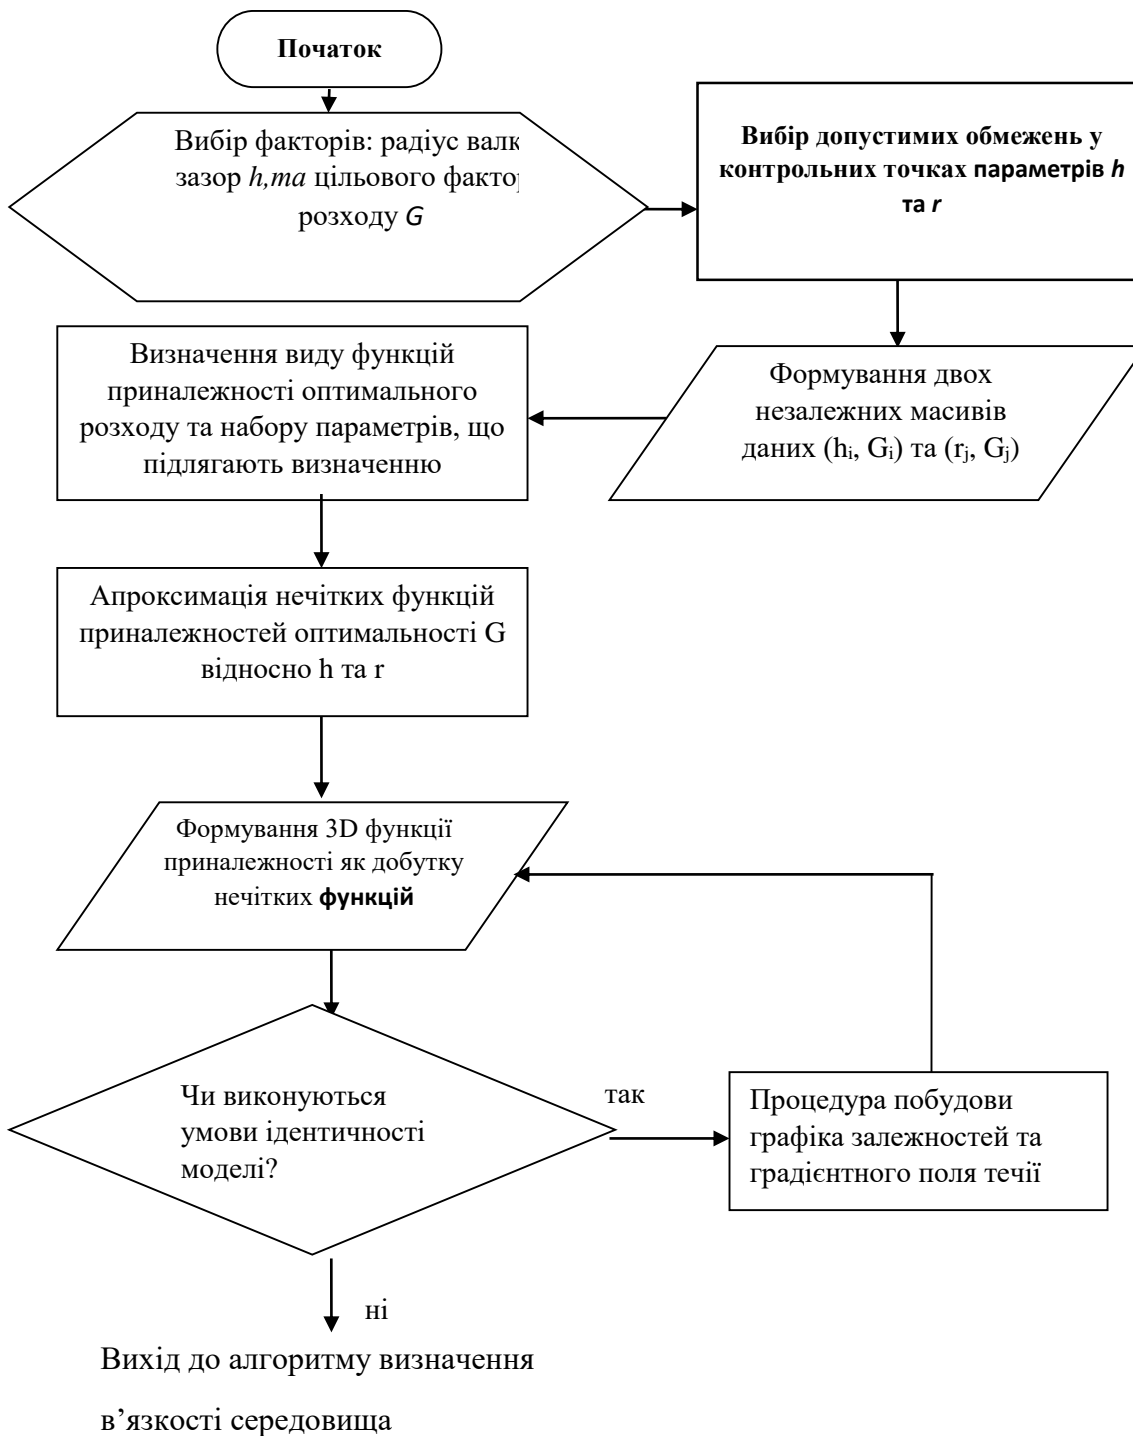 Початок
Вибір факторів: радіус валк
зазор h,та цільового фактор
розходу G
Вибір допустимих обмежень у
контрольних точках параметрів h
та r
Формування двох
незалежних масивів
даних (hᵢ, Gᵢ) та (rⱼ, Gⱼ)
Визначення виду функцій
приналежності оптимального
розходу та набору параметрів, що
підлягають визначенню
Апроксимація нечітких функцій
приналежностей оптимальності G
відносно h та r
Формування 3D функції
приналежності як добутку
нечітких функцій
Чи виконуються
умови ідентичності
моделі?
так
Процедура побудови
графіка залежностей та
градієнтного поля течії
ні
Вихід до алгоритму визначення
в’язкості середовища